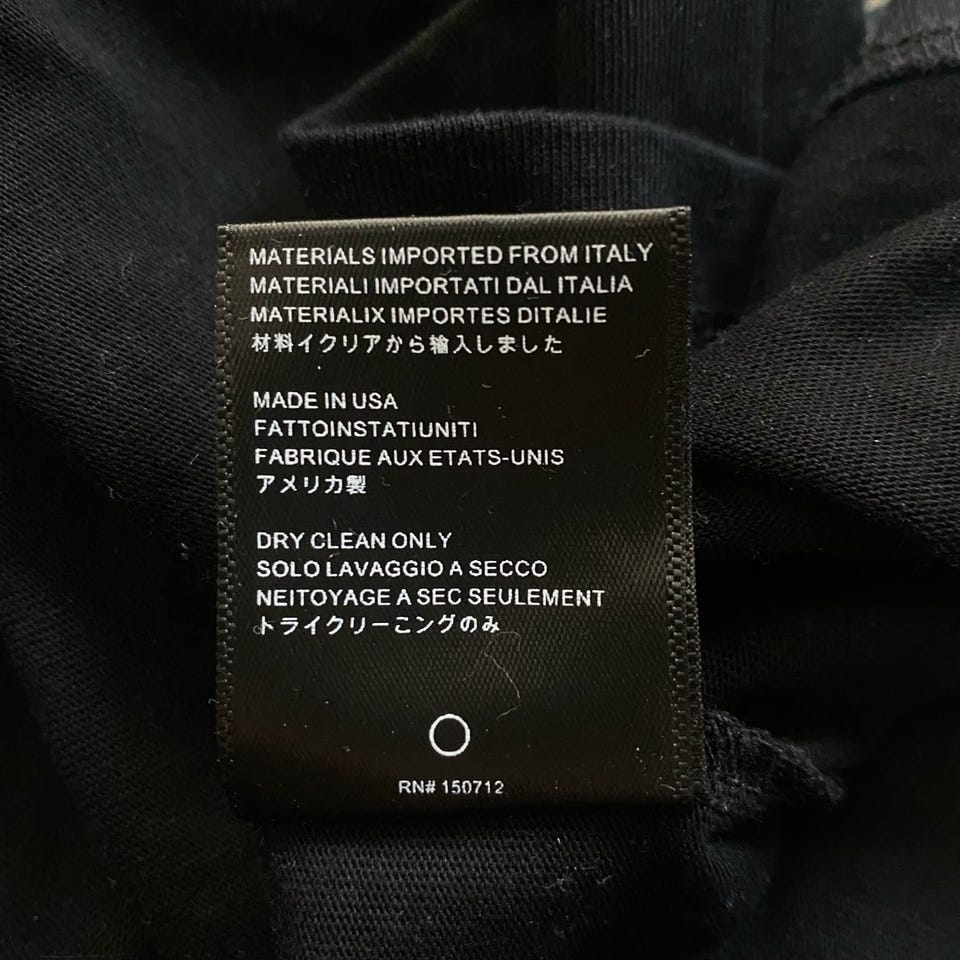 MATERIALS IMPORTED FROM ITALY
MATERIALI IMPORTATI DAL ITALIA
MATERIALIX IMPORTES DITALIE
材料イクリアから輸入しました
MADE IN USA
FATTOINSTATIUNITI
FABRIQUE AUX ETATS-UNIS
アメリカ製
DRY CLEAN ONLY
SOLO LAVAGGIO A SECCO
NEITOYAGE A SEC SEULEMENT
トライクリーこングのみ
RN# 150712